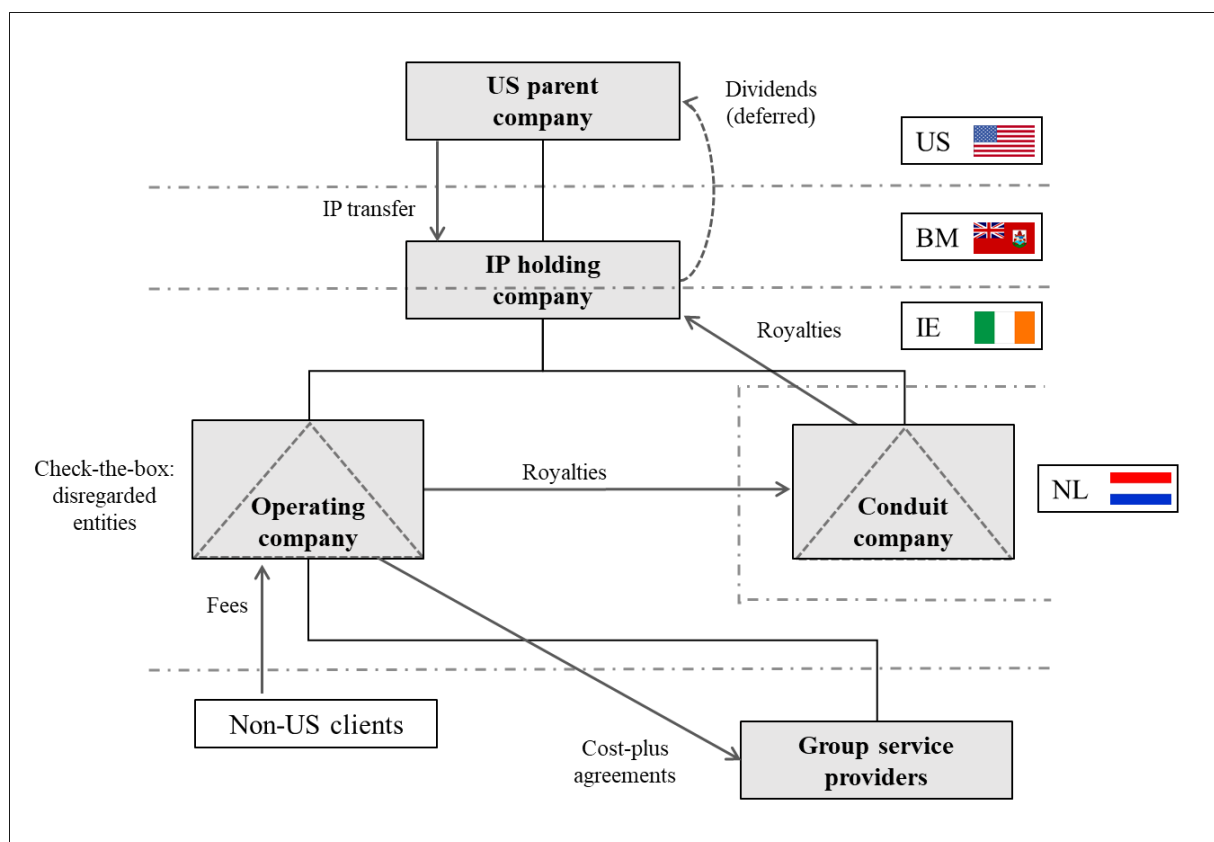 US parent
company
Dividends
(deferred)
US
IP transfer
BM
IP holding
company
IE
Royalties
Check-the-box:
disregarded
entities
Operating
company
Royalties
Conduit
company
NL
Fees
Non-US clients
Cost-plus
agreements
Group service
providers